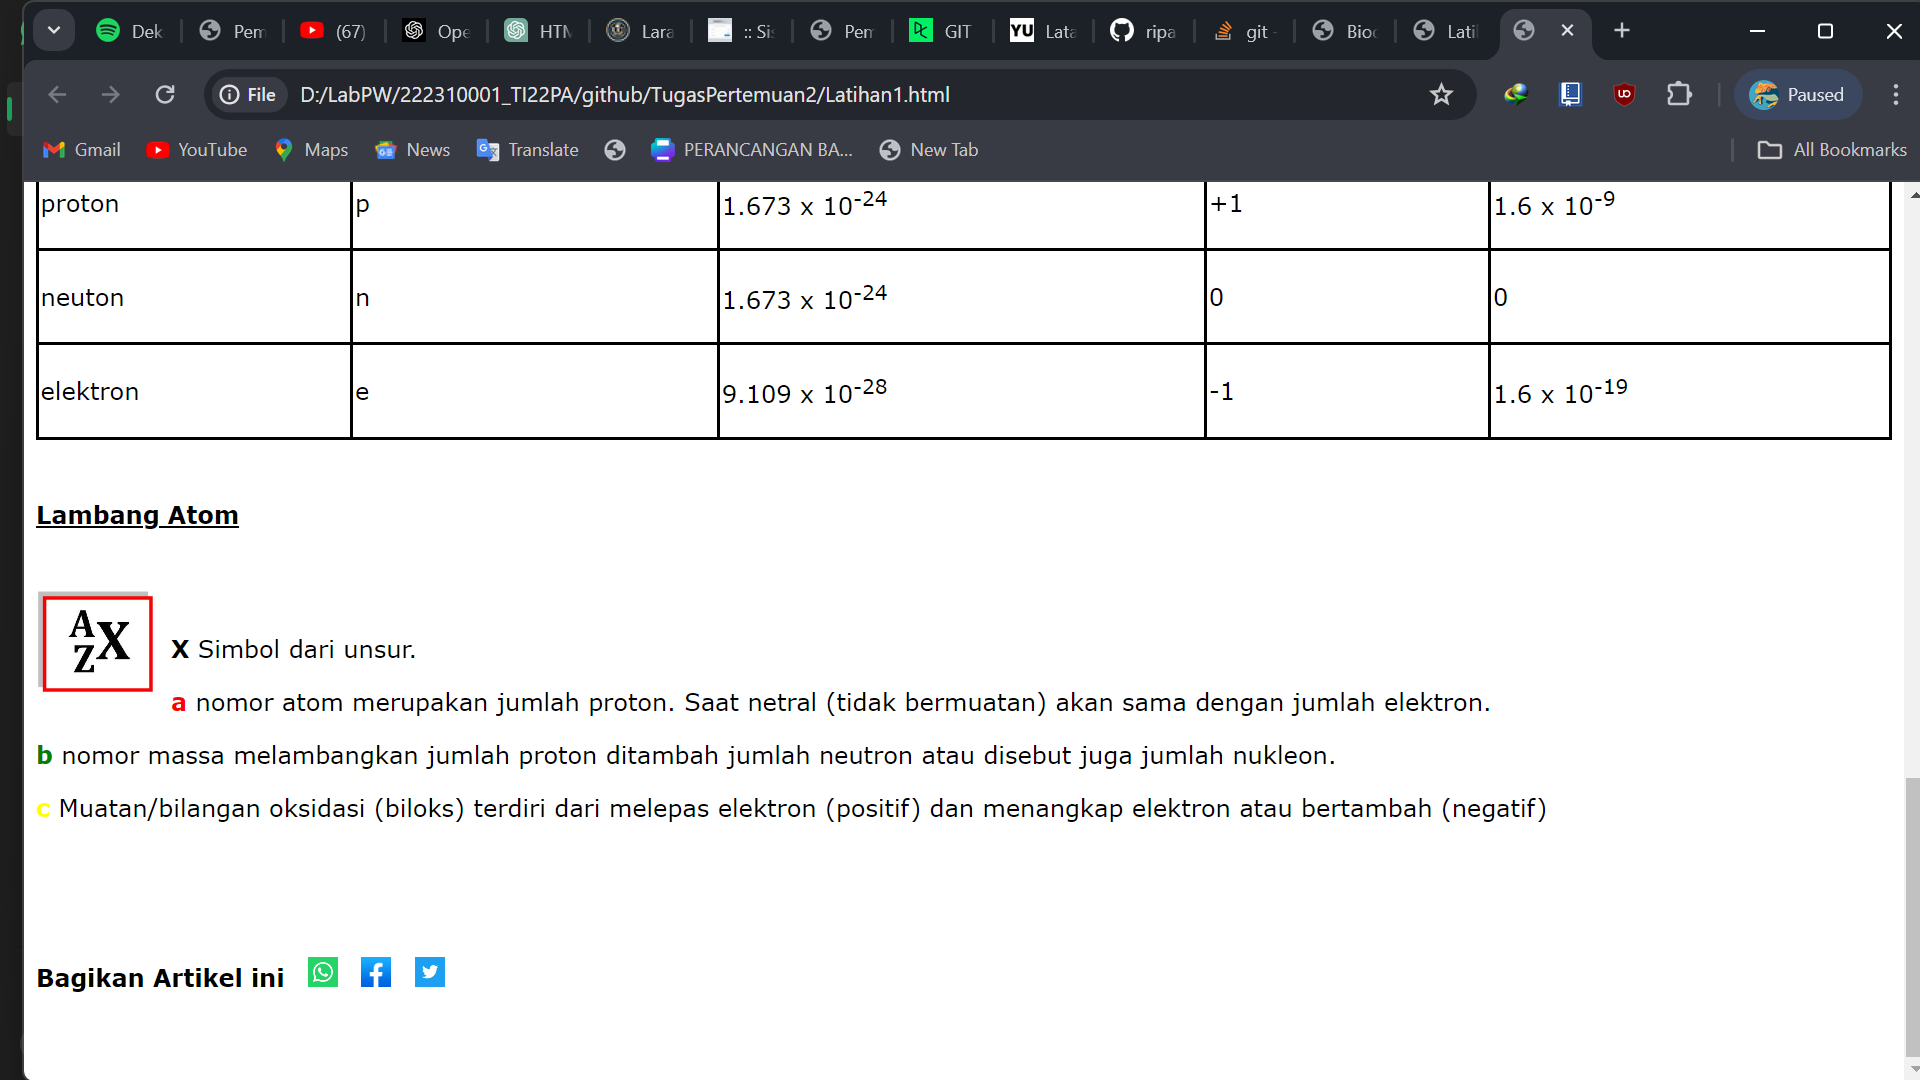 Dek
Pem
(67)
Ope
HTM
Lara
:: Sis
Pem
GIT
YU Lata
ripa
git -
Bioc
Lati
File D:/LabPW/222310001_TI22PA/github/TugasPertemuan2/Latihan1.html
Paused
Gmail YouTube Maps News Translate PERANCANGAN BA... New Tab All Bookmarks
proton p 1.673 x 10-24 +1 1.6 x 10-9
neuton n 1.673 x 10-24 0 0
elektron e 9.109 x 10-28 -1 1.6 x 10-19
Lambang Atom
A
Z X
X Simbol dari unsur.
a nomor atom merupakan jumlah proton. Saat netral (tidak bermuatan) akan sama dengan jumlah elektron.
b nomor massa melambangkan jumlah proton ditambah jumlah neutron atau disebut juga jumlah nukleon.
c Muatan/bilangan oksidasi (biloks) terdiri dari melepas elektron (positif) dan menangkap elektron atau bertambah (negatif)
Bagikan Artikel ini